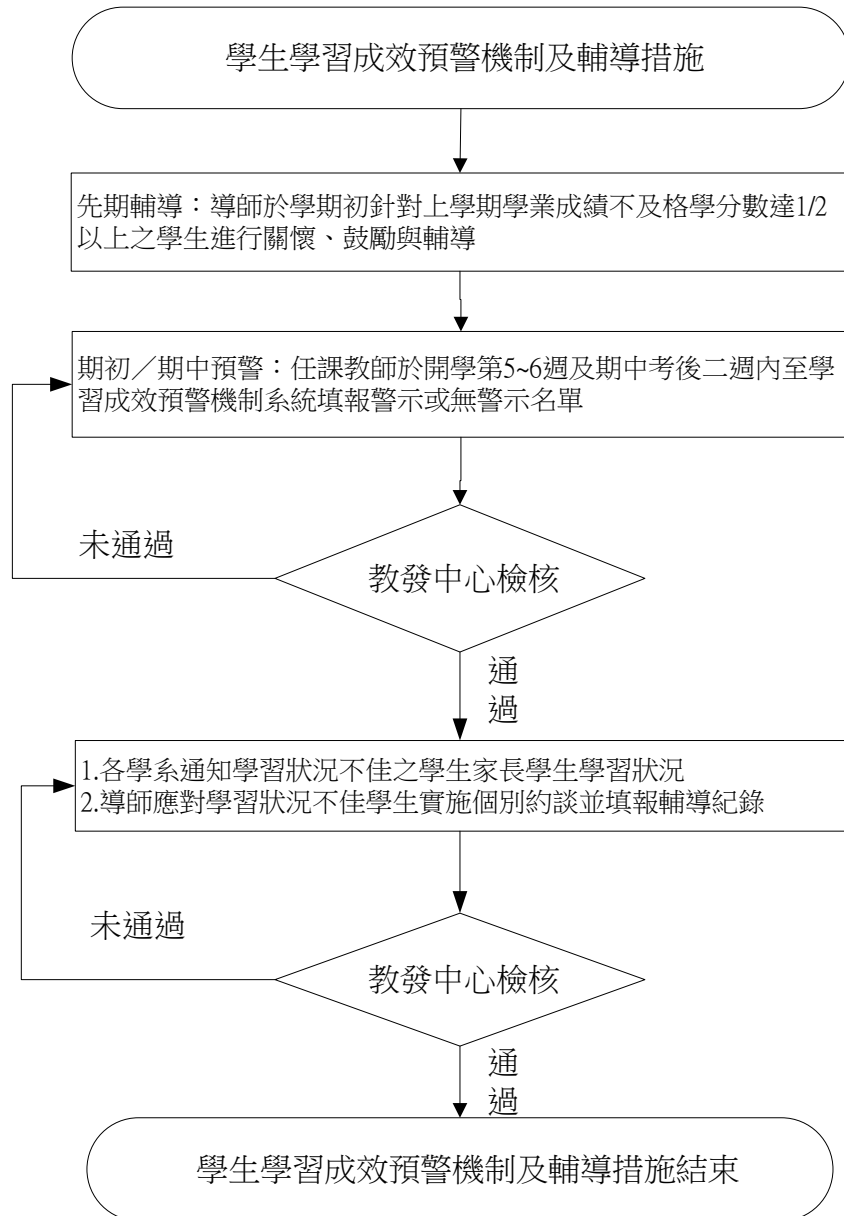 學生學習成效預警機制及輔導措施
先期輔導：導師於學期初針對上學期學業成績不及格學分數達1/2
以上之學生進行關懷、鼓勵與輔導
期初／期中預警：任課教師於開學第5~6週及期中考後二週內至學
習成效預警機制系統填報警示或無警示名單
未通過
教發中心檢核
通
過
1.各學系通知學習狀況不佳之學生家長學生學習狀況
2.導師應對學習狀況不佳學生實施個別約談並填報輔導紀錄
未通過
教發中心檢核
通
過
學生學習成效預警機制及輔導措施結束